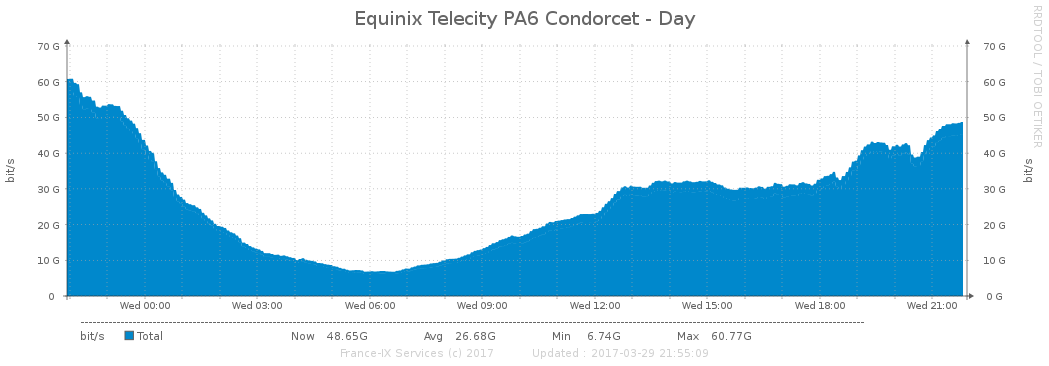 Equinix Telecity PA6 Condorcet - Day
RRDTOOL / TOBI OETIKER
bit/s
70 G 70 G
60 G 60 G
50 G 50 G
40 G 40 G
30 G 30 G
20 G 20 G
10 G 10 G
0 0 G
bit/s
Wed 00:00 Wed 03:00 Wed 06:00 Wed 09:00 Wed 12:00 Wed 15:00 Wed 18:00 Wed 21:00
bit/s Total Now 48.65G Avg 26.68G Min 6.74G Max 60.77G
France-IX Services (c) 2017 Updated : 2017-03-29 21:55:09